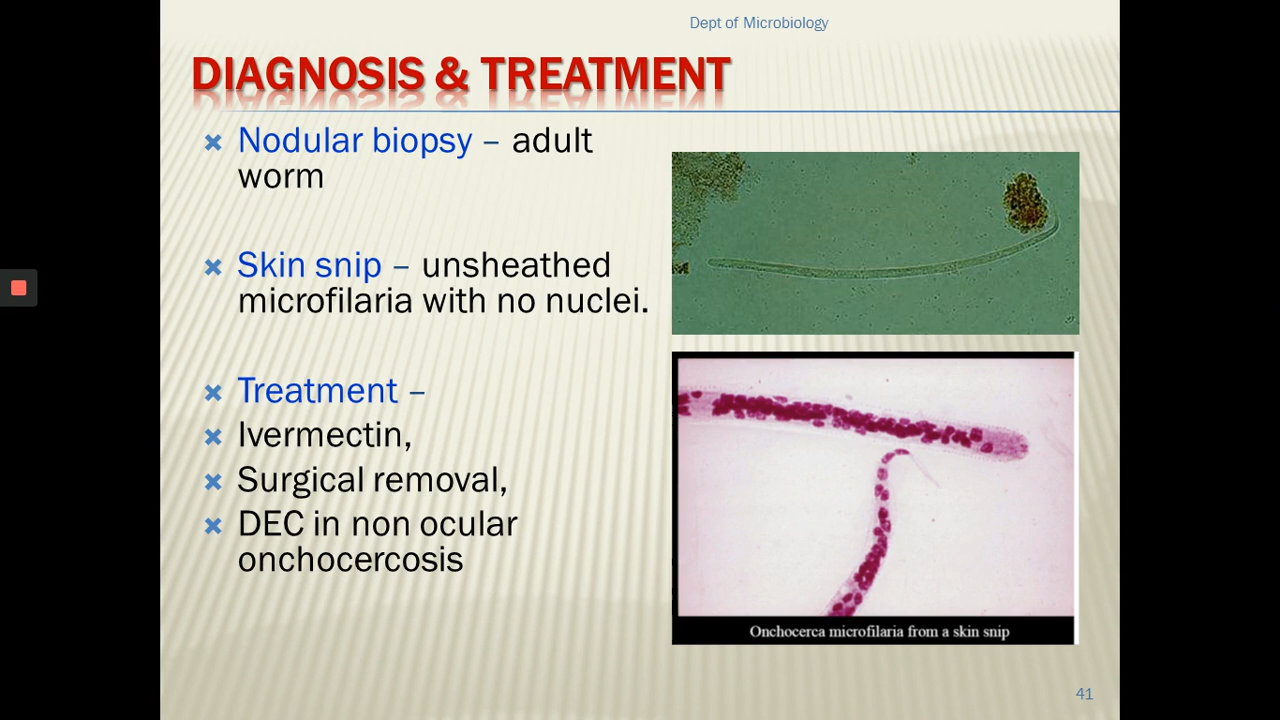 Dept of Microbiology
DIAGNOSIS & TREATMENT
Nodular biopsy – adult
worm
Skin snip – unsheathed
microfilaria with no nuclei.
Treatment –
Ivermectin,
Surgical removal,
DEC in non ocular
onchocercosis
Onchocerca microfilaria from a skin snip
41